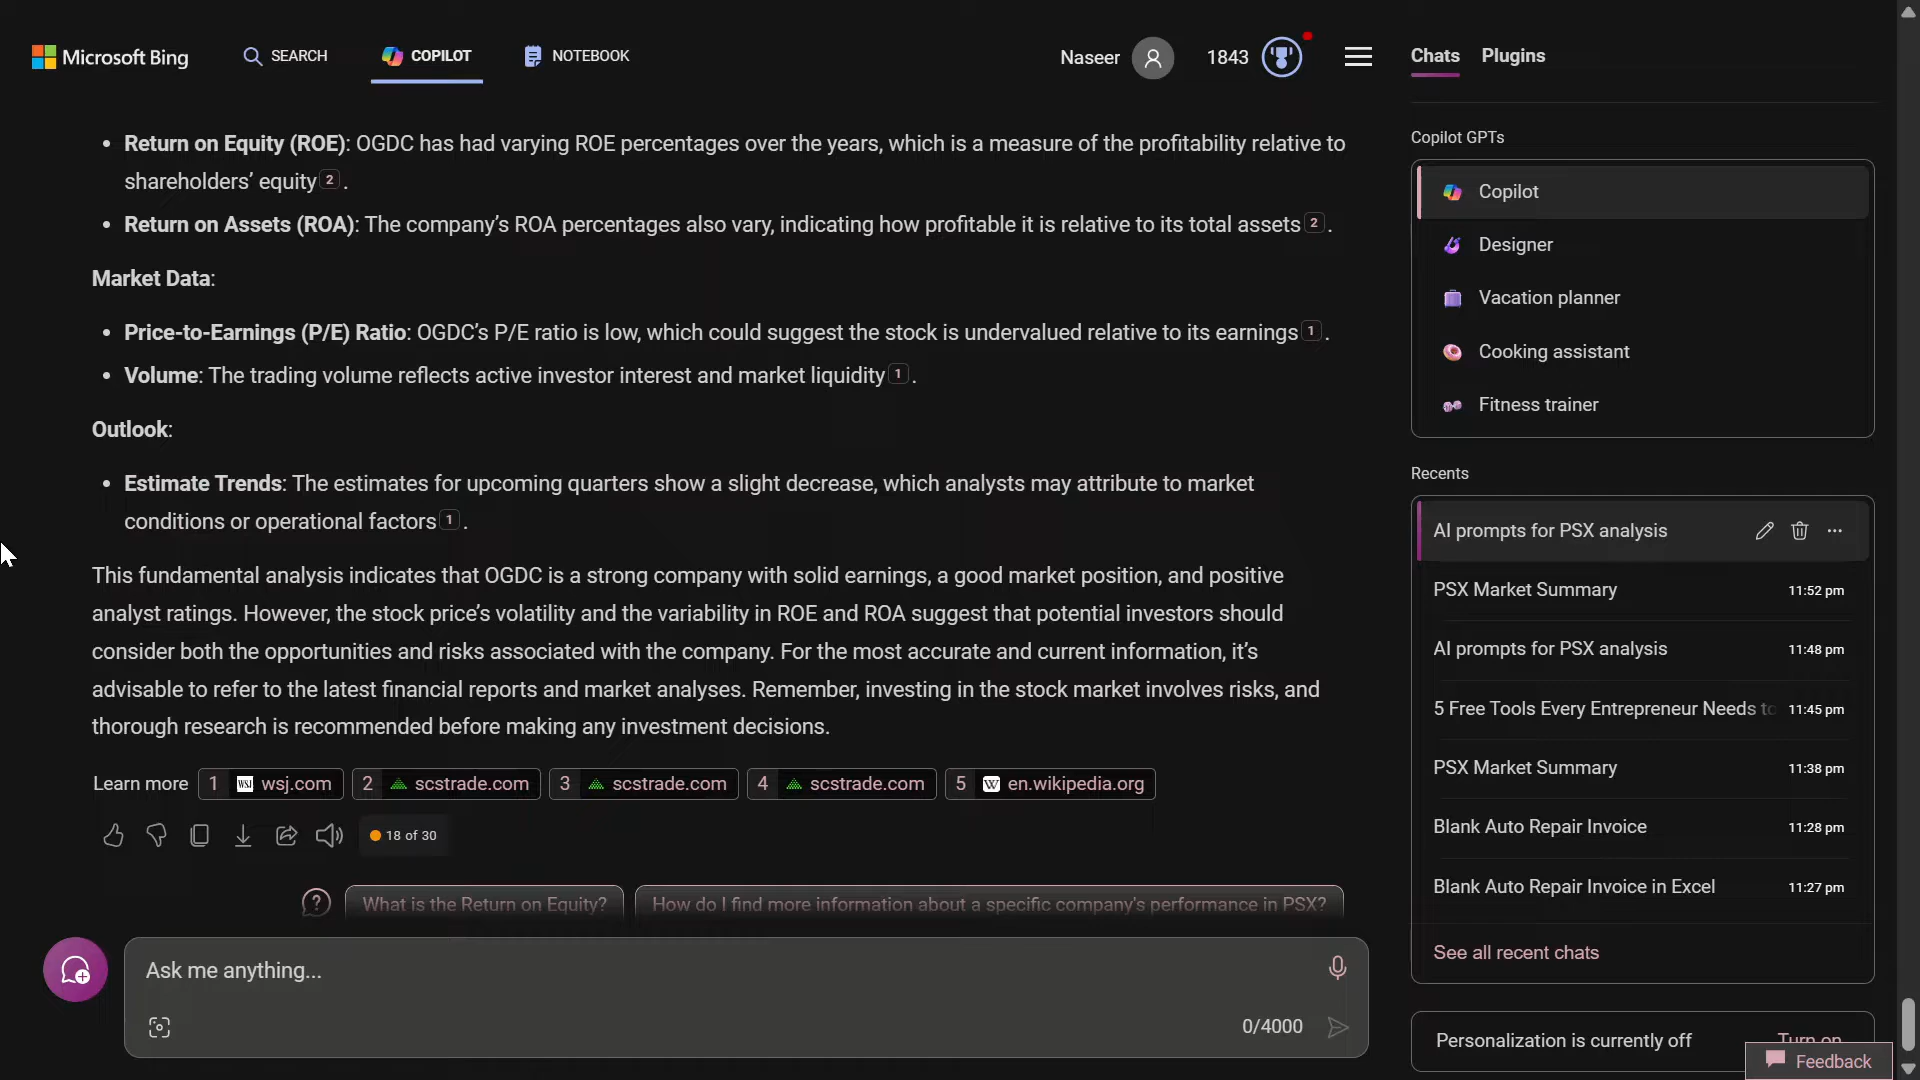 Microsoft Bing SEARCH COPILOT NOTEBOOK Naseer 1843
• Return on Equity (ROE): OGDC has had varying ROE percentages over the years, which is a measure of the profitability relative to
shareholders’ equity 2 .
• Return on Assets (ROA): The company’s ROA percentages also vary, indicating how profitable it is relative to its total assets 2 .
Market Data:
• Price-to-Earnings (P/E) Ratio: OGDC’s P/E ratio is low, which could suggest the stock is undervalued relative to its earnings 1 .
• Volume: The trading volume reflects active investor interest and market liquidity 1 .
Outlook:
• Estimate Trends: The estimates for upcoming quarters show a slight decrease, which analysts may attribute to market
conditions or operational factors 1 .
This fundamental analysis indicates that OGDC is a strong company with solid earnings, a good market position, and positive
analyst ratings. However, the stock price’s volatility and the variability in ROE and ROA suggest that potential investors should
consider both the opportunities and risks associated with the company. For the most accurate and current information, it’s
advisable to refer to the latest financial reports and market analyses. Remember, investing in the stock market involves risks, and
thorough research is recommended before making any investment decisions.
Learn more 1 WSJ wsj.com 2 scstrade.com 3 scstrade.com 4 scstrade.com 5 W en.wikipedia.org
18 of 30
What is the Return on Equity? How do I find more information about a specific company's performance in PSX?
Ask me anything...
0/4000
Chats Plugins
Copilot GPTs
Copilot
Designer
Vacation planner
Cooking assistant
Fitness trainer
Recents
AI prompts for PSX analysis
PSX Market Summary 11:52 pm
AI prompts for PSX analysis 11:48 pm
5 Free Tools Every Entrepreneur Needs to 11:45 pm
PSX Market Summary 11:38 pm
Blank Auto Repair Invoice 11:28 pm
Blank Auto Repair Invoice in Excel 11:27 pm
See all recent chats
Personalization is currently off Turn on
Feedback